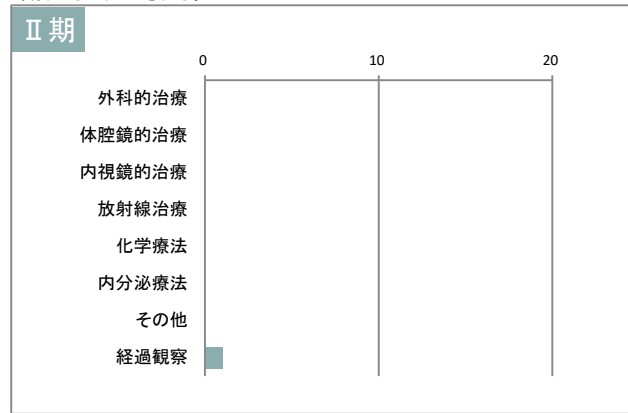 Ⅱ期
0 10 20
外科的治療
体腔鏡的治療
内視鏡的治療
放射線治療
化学療法
内分泌療法
その他
経過観察